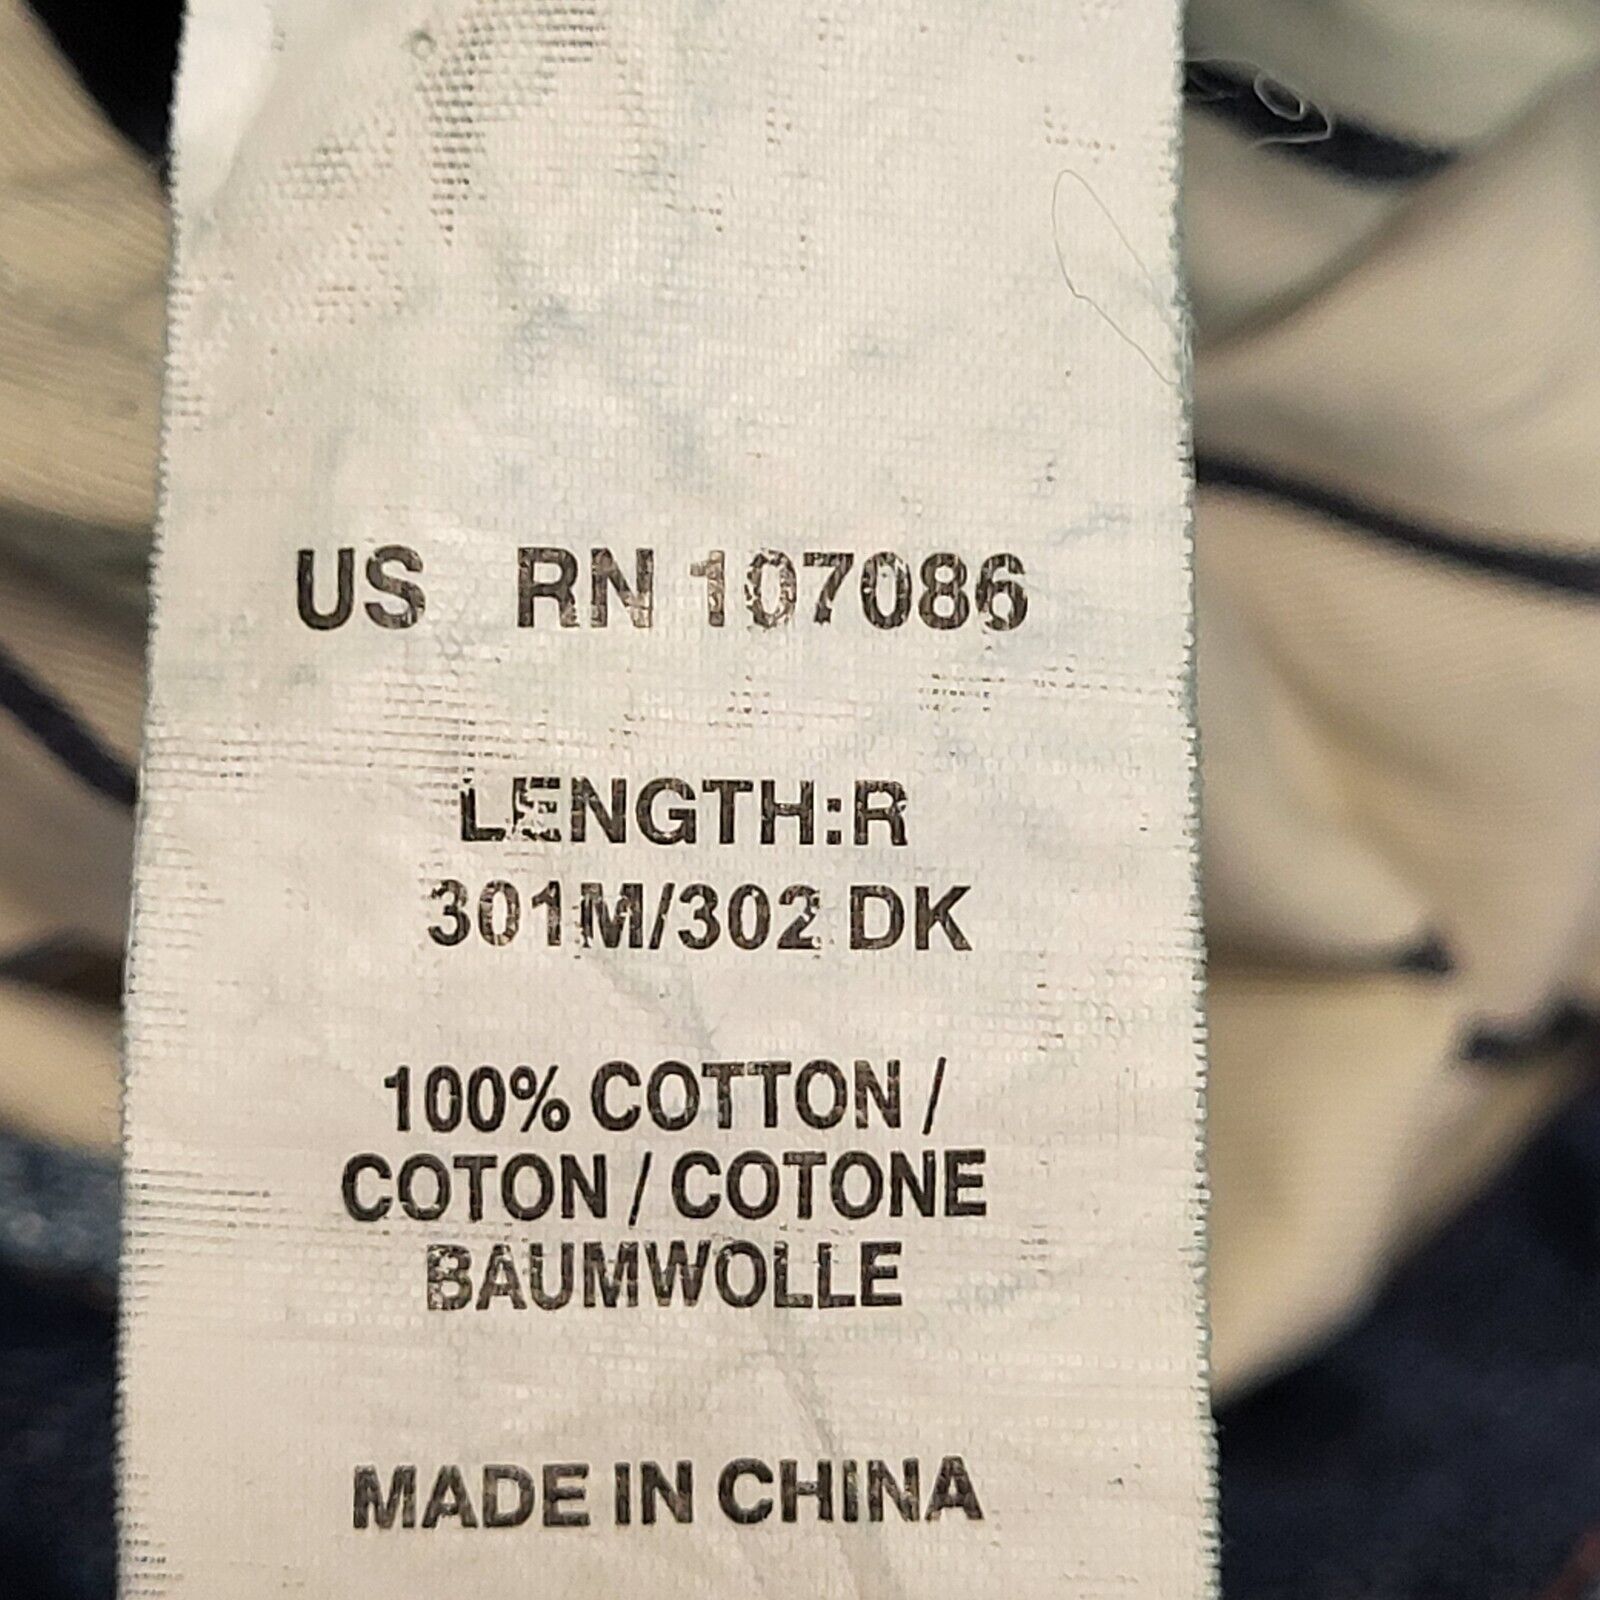 US RN 107086
LENGTH:R
301M/302 DK
100% COTTON /
COTON / COTONE
BAUMWOLLE
MADE IN CHINA